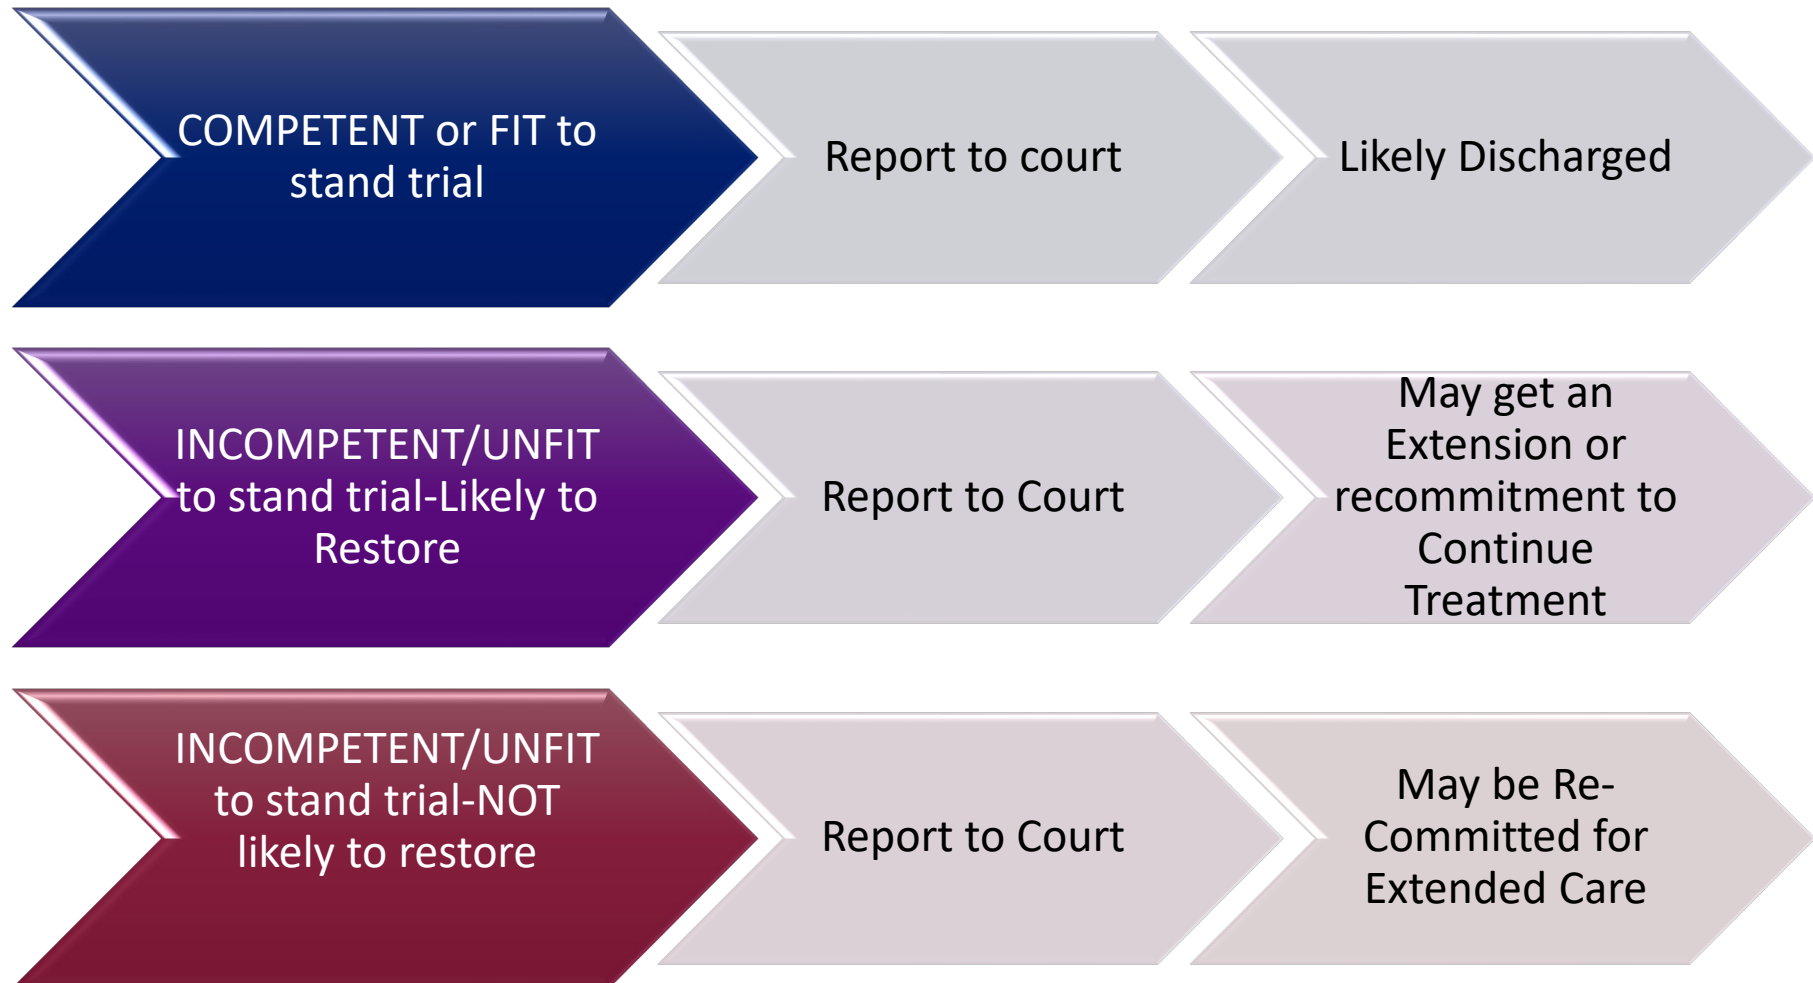 COMPETENT or FIT to
stand trial
Report to court
Likely Discharged
INCOMPETENT/UNFIT
to stand trial-Likely to
Restore
Report to Court
May get an
Extension or
recommitment to
Continue
Treatment
INCOMPETENT/UNFIT
to stand trial-NOT
likely to restore
Report to Court
May be Re-
Committed for
Extended Care